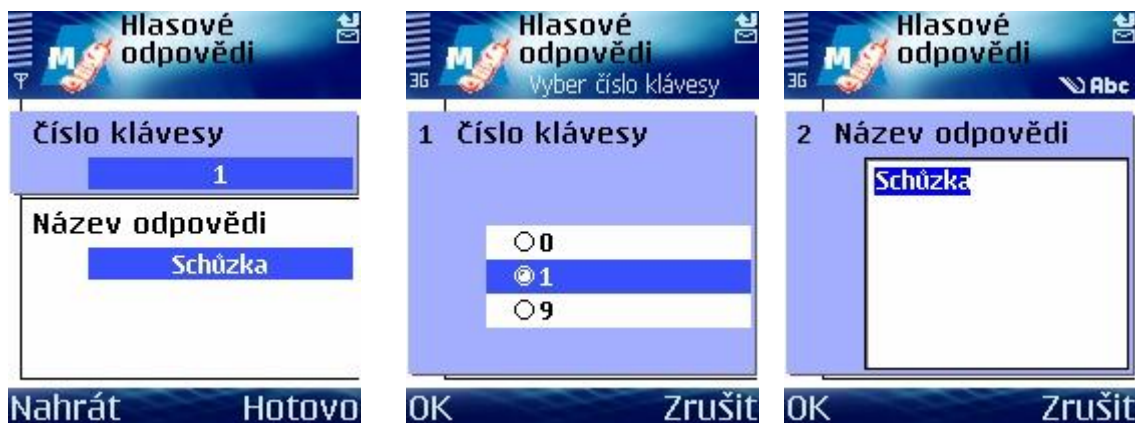 Hlasové
odpovědi
Číslo klávesy
1
Název odpovědi
Schůzka
Nahrát Hotovo
Hlasové
odpovědi
3G
Vyber číslo klávesy
1 Číslo klávesy
0
1
9
OK Zrušit
Hlasové
odpovědi
3G
Abc
2 Název odpovědi
Schůzka
OK Zrušit